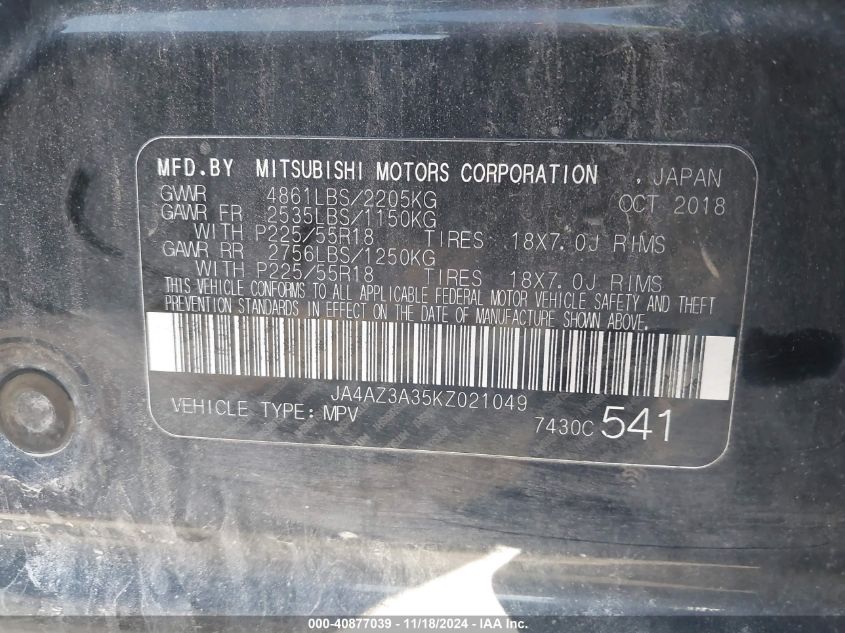 MFD.BY MITSUBISHI MOTORS CORPORATION , JAPAN
GVWR 4861LBS/2205KG OCT 2018
GAWR FR 2535LBS/1150KG
WITH P225/55R18 TIRES 18X7.0J RIMS
GAWR RR 2756LBS/1250KG
WITH P225/55R18 TIRES 18X7.0J RIMS
THIS VEHICLE CONFORMS TO ALL APPLICABLE FEDERAL MOTOR VEHICLE SAFETY AND THEFT
PREVENTION STANDARDS IN EFFECT ON THE DATE OF MANUFACTURE SHOWN ABOVE.
JA4AZ3A35KZ021049
VEHICLE TYPE: MPV 7430C 541
000-40877039 - 11/18/2024 - IAA Inc.